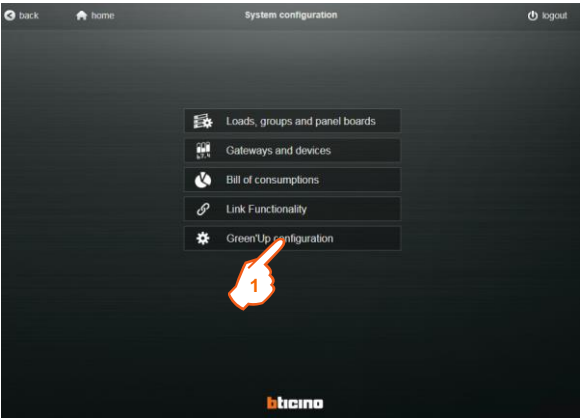 back
home
System configuration
logout
Loads, groups and panel boards
Gateways and devices
Bill of consumptions
Link Functionality
Green'Up configuration
1
bticino